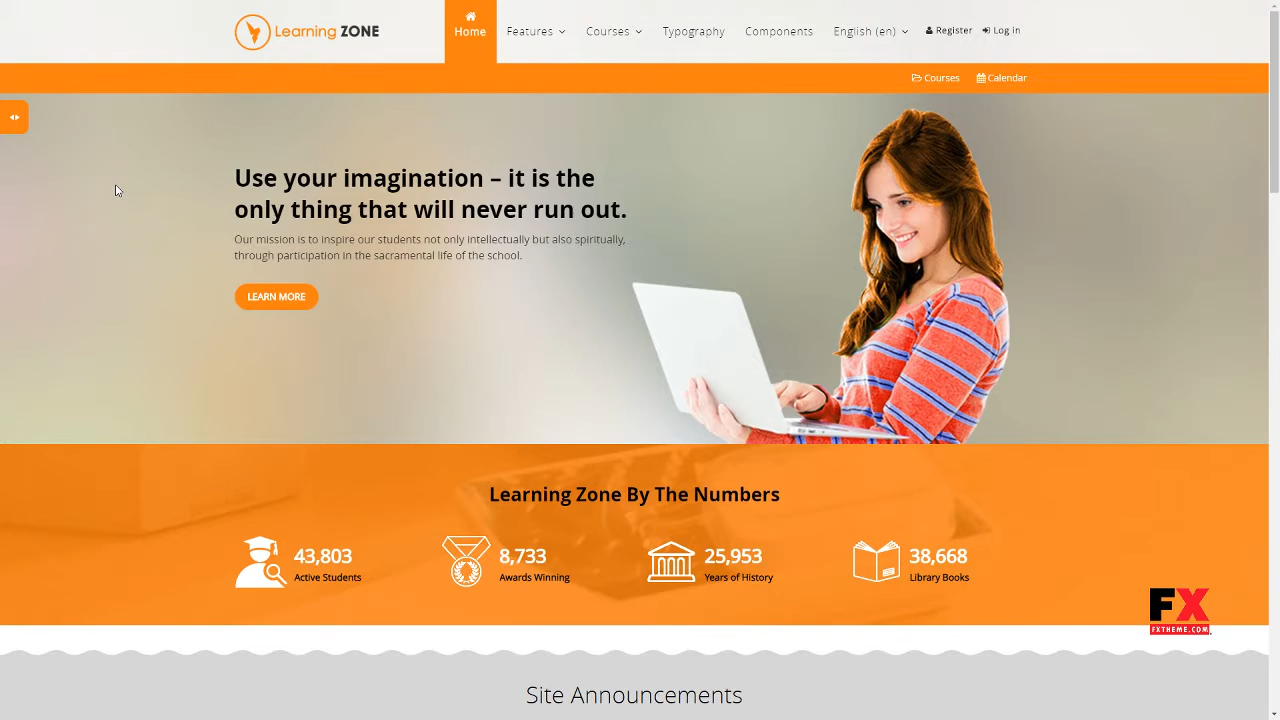 Learning ZONE
Home
Features
Courses
Typography
Components
English (en)
Register
Log in
Courses
Calendar
Use your imagination – it is the
only thing that will never run out.
Our mission is to inspire our students not only intellectually but also spiritually,
through participation in the sacramental life of the school.
LEARN MORE
Learning Zone By The Numbers
43,803
Active Students
8,733
Awards Winning
25,953
Years of History
38,668
Library Books
FX
FXTHEME.COM
Site Announcements